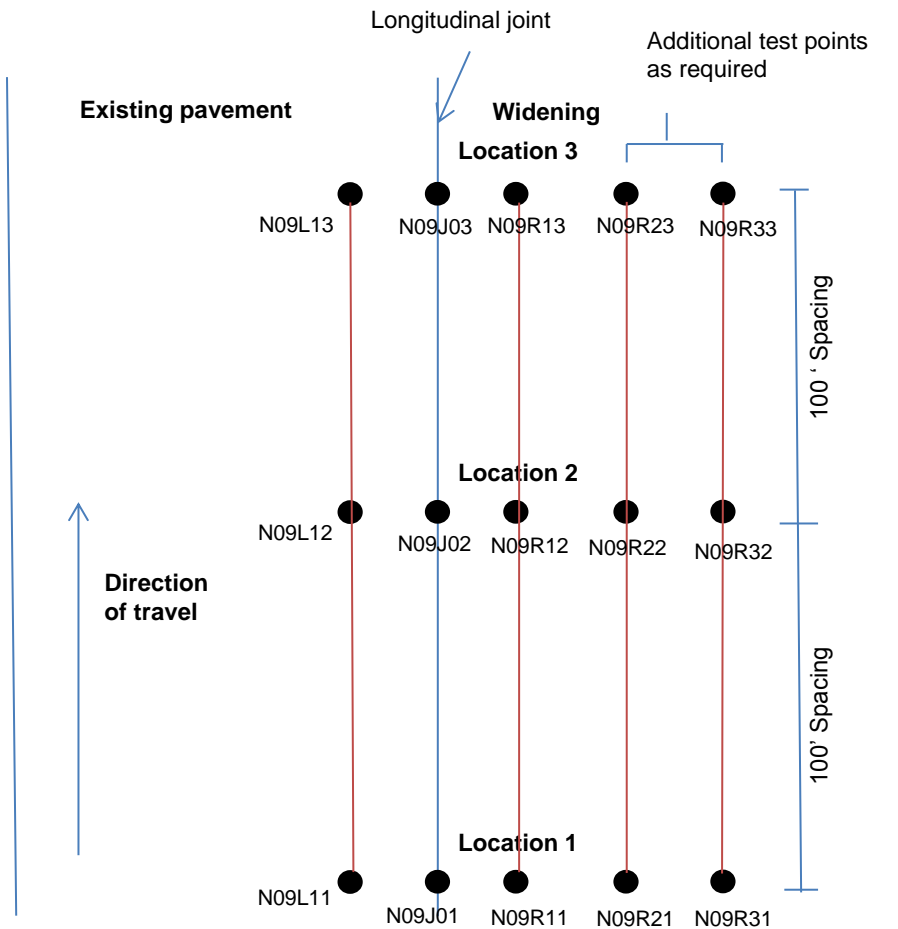 Longitudinal joint
Additional test points
as required
Existing pavement
Widening
Location 3
N09L13
N09J03
N09R13
N09R23
N09R33
100 ‘ Spacing
Location 2
N09L12
N09J02
N09R12
N09R22
N09R32
Direction
of travel
100’ Spacing
Location 1
N09L11
N09J01
N09R11
N09R21
N09R31